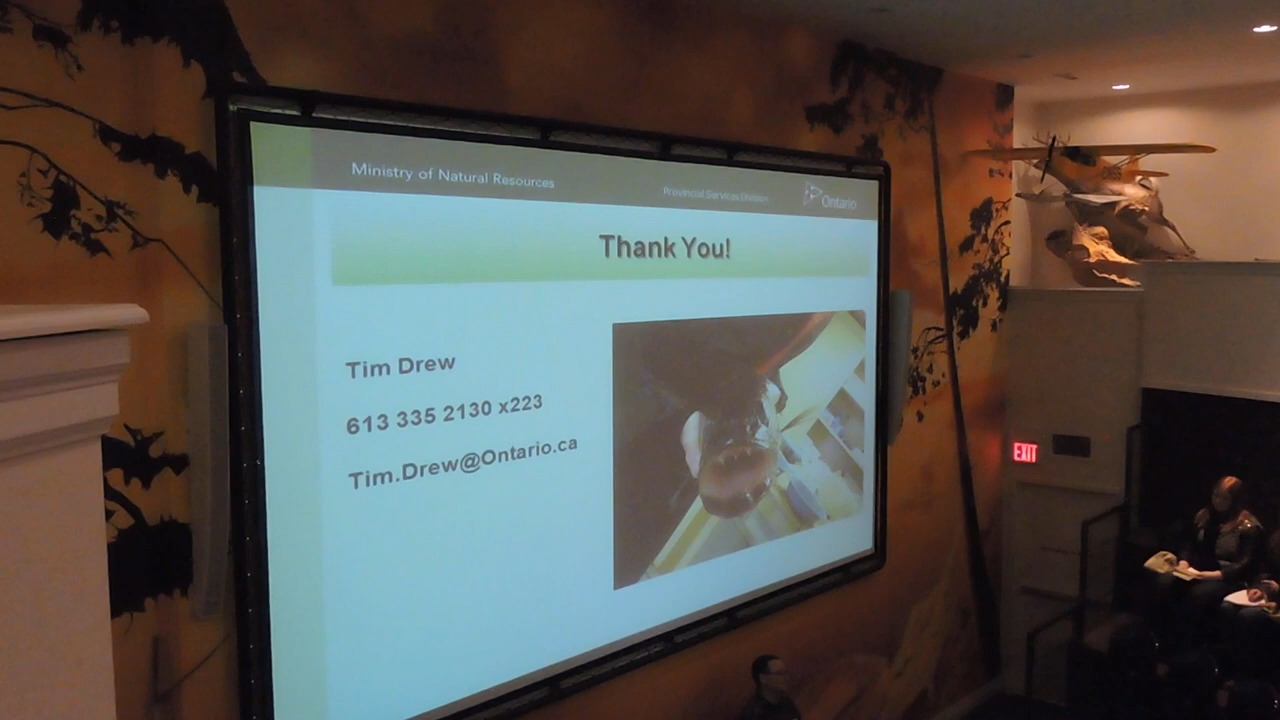 Ministry of Natural Resources
Provincial Services Division
Ontario
Thank You!
Tim Drew
613 335 2130 x223
Tim.Drew@Ontario.ca
EXIT